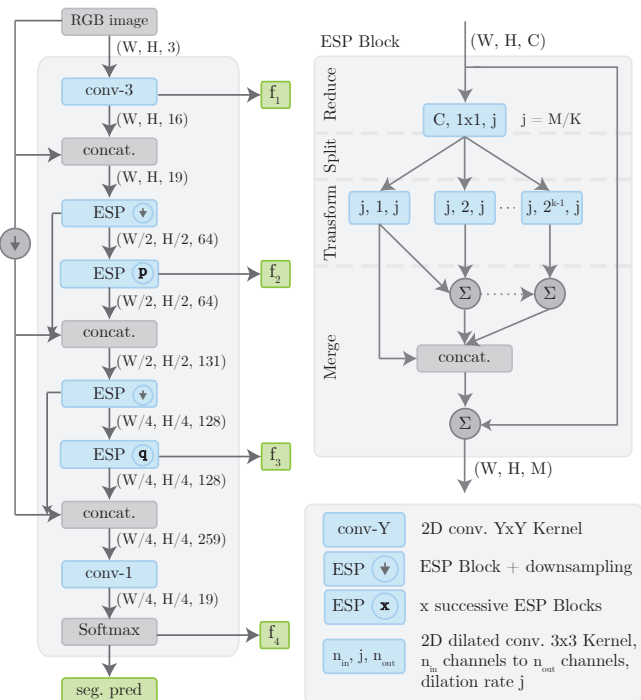 RGB image
(W, H, 3)
conv-3
f₁
(W, H, 16)
concat.
(W, H, 19)
ESP
(W/2, H/2, 64)
ESP p
f₂
(W/2, H/2, 64)
concat.
(W/2, H/2, 131)
ESP
(W/4, H/4, 128)
ESP q
f₃
(W/4, H/4, 128)
concat.
(W/4, H/4, 259)
conv-1
(W/4, H/4, 19)
Softmax
f₄
seg. pred
ESP Block
(W, H, C)
Reduce
C, 1x1, j
j = M/K
Split
Transform
j, 1, j
j, 2, j
...
j, 2ᵏ⁻¹, j
Σ
Σ
Merge
concat.
Σ
(W, H, M)
conv-Y
2D conv. YxY Kernel
ESP
ESP Block + downsampling
ESP x
x successive ESP Blocks
n_in, j, n_out
2D dilated conv. 3x3 Kernel,
n_in channels to n_out channels,
dilation rate j